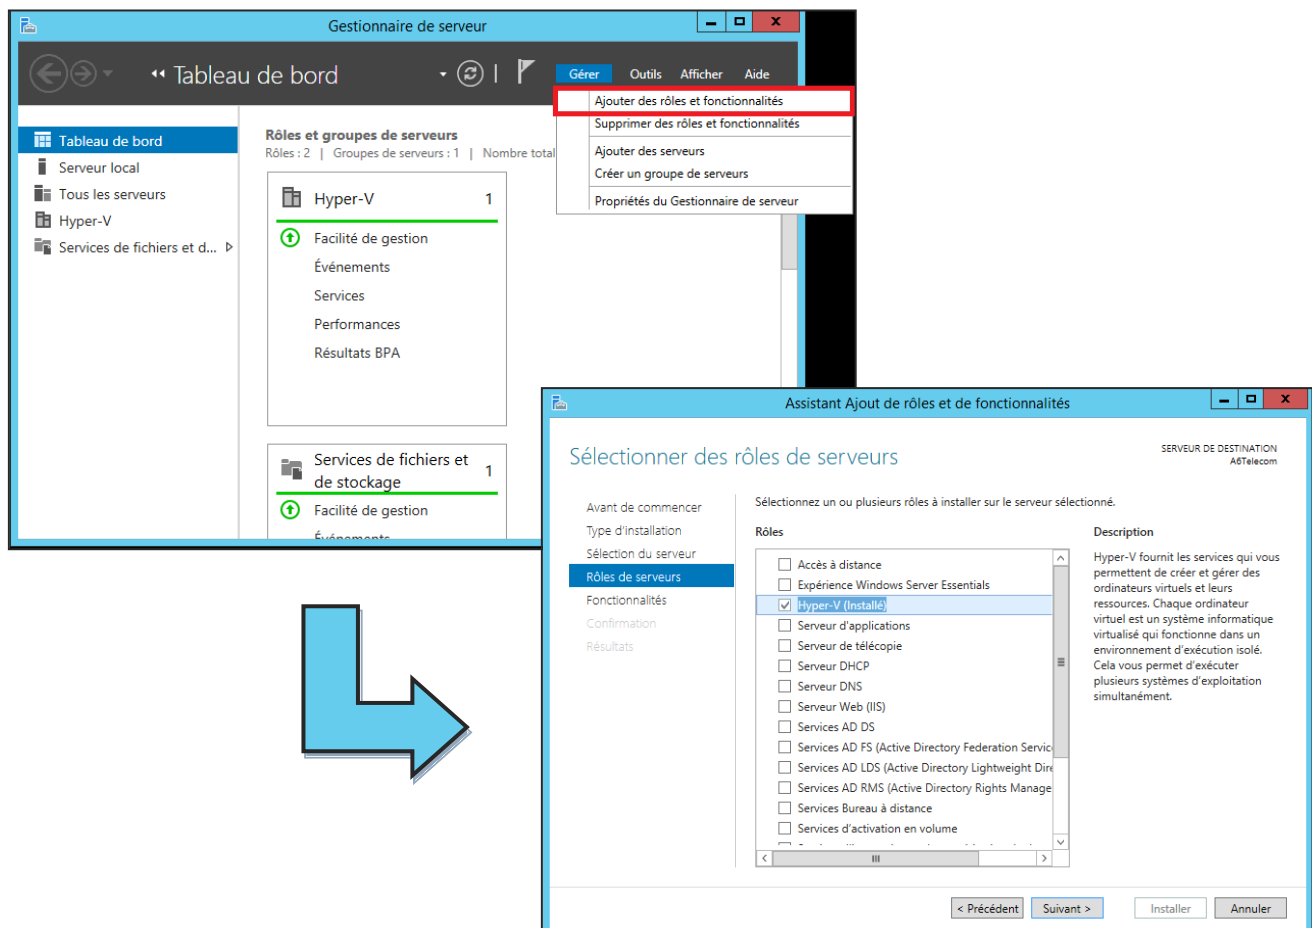 Gestionnaire de serveur
Tableau de bord
Gérer Outils Afficher Aide
Ajouter des rôles et fonctionnalités
Supprimer des rôles et fonctionnalités
Ajouter des serveurs
Créer un groupe de serveurs
Propriétés du Gestionnaire de serveur
Tableau de bord
Serveur local
Tous les serveurs
Hyper-V
Services de fichiers et d...
Rôles et groupes de serveurs
Rôles : 2 | Groupes de serveurs : 1 | Nombre total
Hyper-V 1
Facilité de gestion
Événements
Services
Performances
Résultats BPA
Services de fichiers et
de stockage 1
Facilité de gestion
Événements
Assistant Ajout de rôles et de fonctionnalités
Sélectionner des rôles de serveurs
SERVEUR DE DESTINATION
A6Telecom
Avant de commencer
Type d'installation
Sélection du serveur
Rôles de serveurs
Fonctionnalités
Confirmation
Résultats
Sélectionnez un ou plusieurs rôles à installer sur le serveur sélectionné.
Rôles
Accès à distance
Expérience Windows Server Essentials
Hyper-V (Installé)
Serveur d'applications
Serveur de télécopie
Serveur DHCP
Serveur DNS
Serveur Web (IIS)
Services AD DS
Services AD FS (Active Directory Federation Servic
Services AD LDS (Active Directory Lightweight Dire
Services AD RMS (Active Directory Rights Manage
Services Bureau à distance
Services d'activation en volume
Description
Hyper-V fournit les services qui vous
permettent de créer et gérer des
ordinateurs virtuels et leurs
ressources. Chaque ordinateur
virtuel est un système informatique
virtualisé qui fonctionne dans un
environnement d'exécution isolé.
Cela vous permet d'exécuter
plusieurs systèmes d'exploitation
simultanément.
< Précédent Suivant > Installer Annuler